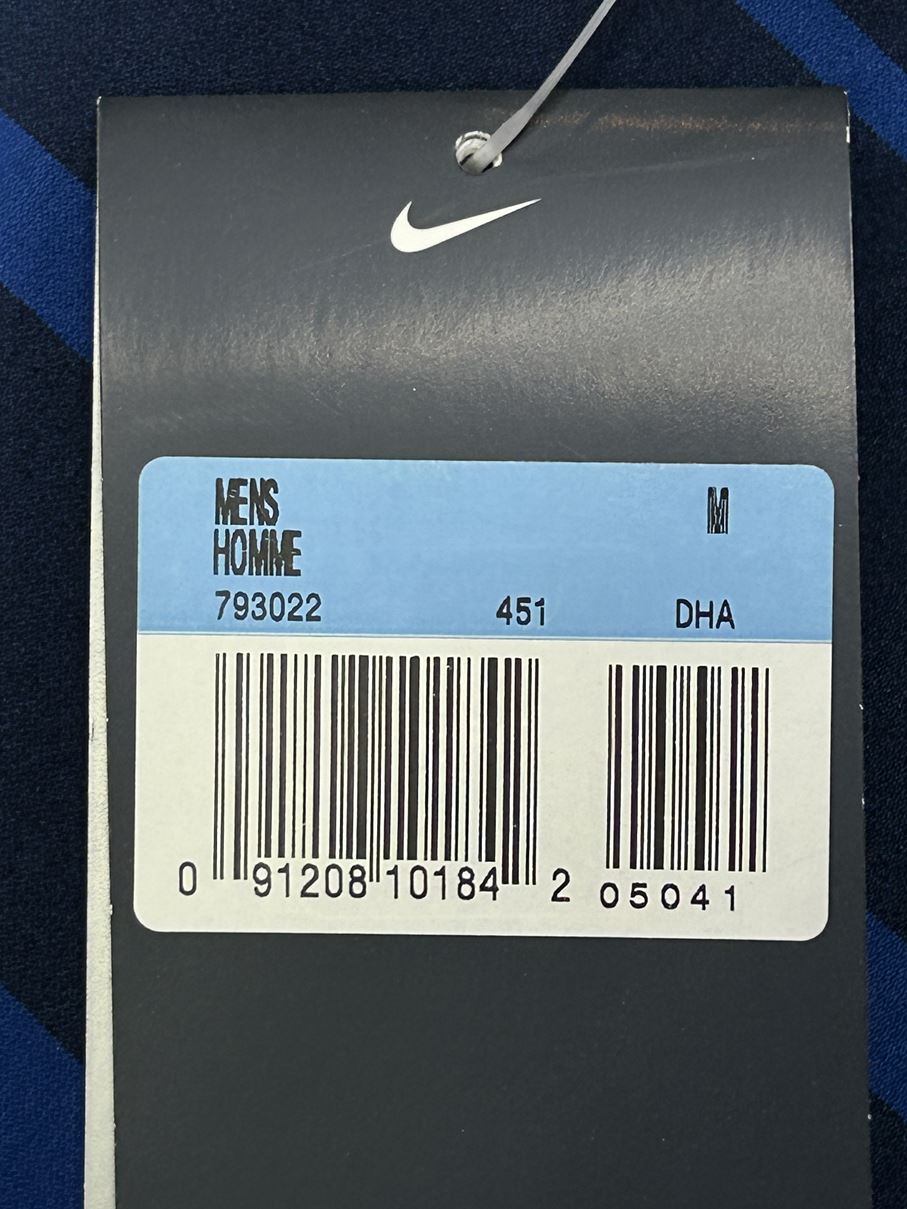 MENS M
HOMME
793022 451 DHA
0 91208 10184 2 05041